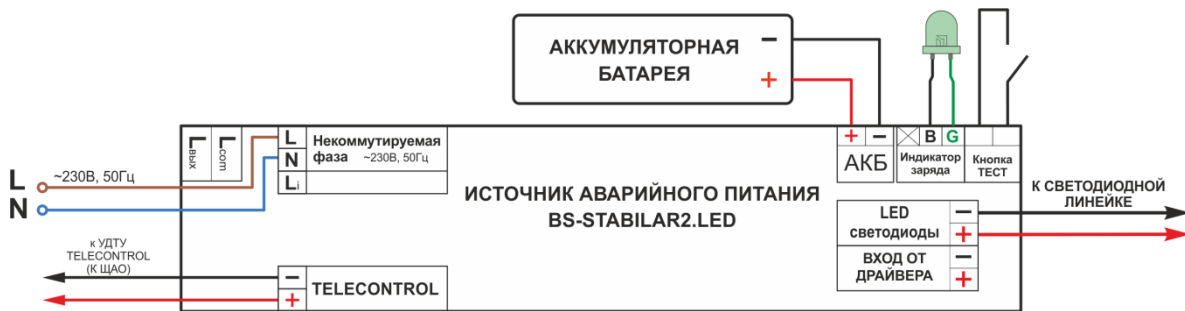 АККУМУЛЯТОРНАЯ
БАТАРЕЯ
−
+
Lвых
Lcom
L
N
Li
Некоммутируемая
фаза ~230В, 50Гц
+ −
АКБ
B G
Индикатор
заряда
Кнопка
ТЕСТ
L
N
~230В, 50Гц
ИСТОЧНИК АВАРИЙНОГО ПИТАНИЯ
BS-STABILAR2.LED
К СВЕТОДИОДНОЙ
ЛИНЕЙКЕ
LED
светодиоды
−
+
ВХОД ОТ
ДРАЙВЕРА
−
+
к УДТУ
TELECONTROL
(К ЩАО)
−
+
TELECONTROL